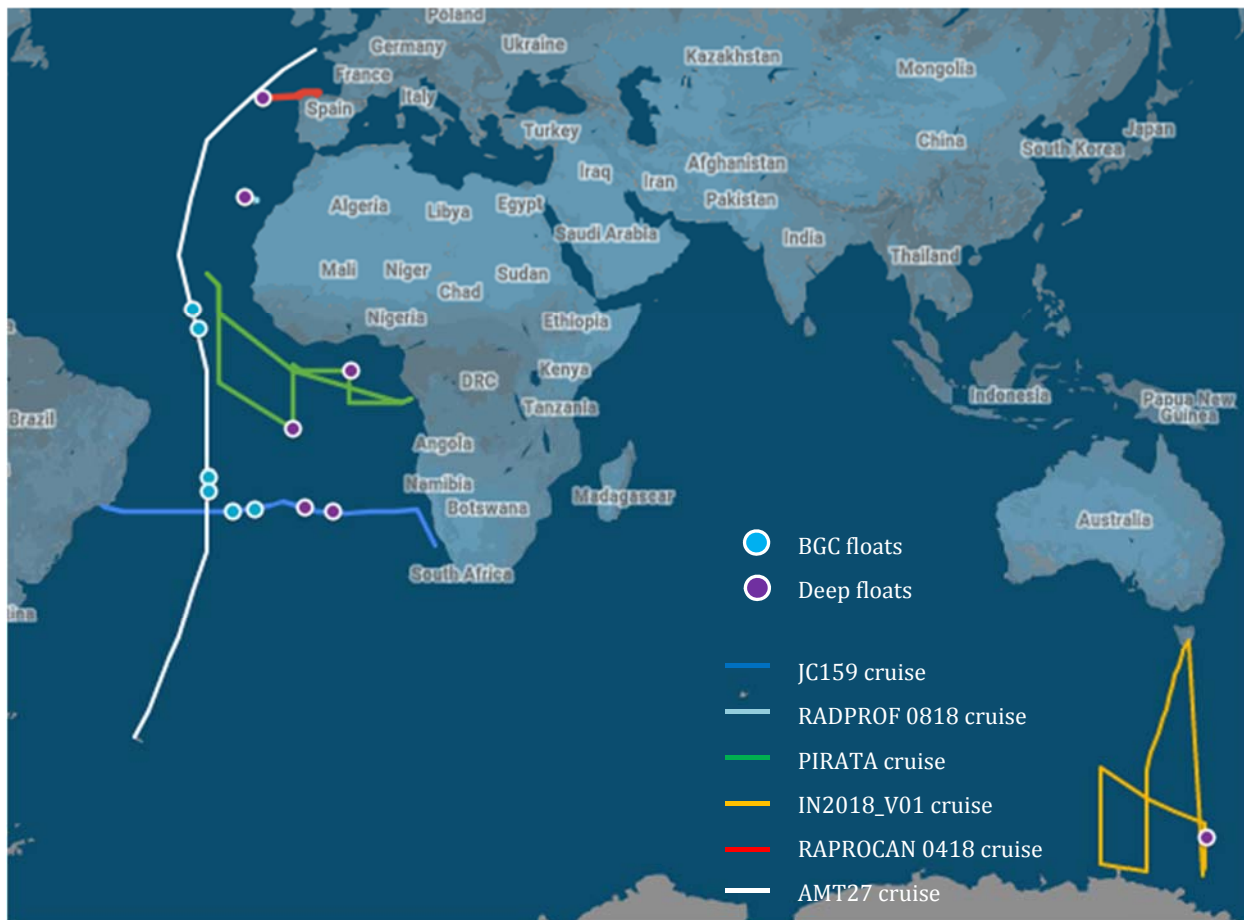 Poland
Germany
Ukraine
Kazakhstan
Mongolia
France
Spain
Italy
Turkey
China
Japan
South Korea
Iraq
Iran
Afghanistan
Pakistan
Algeria
Libya
Egypt
Saudi Arabia
India
Thailand
Mali
Niger
Chad
Sudan
Nigeria
Ethiopia
DRC
Kenya
Tanzania
Indonesia
Papua New
Guinea
Brazil
Angola
Namibia
Botswana
Madagascar
South Africa
Australia
BGC floats
Deep floats
JC159 cruise
RADPROF 0818 cruise
PIRATA cruise
IN2018_V01 cruise
RAPROCAN 0418 cruise
AMT27 cruise